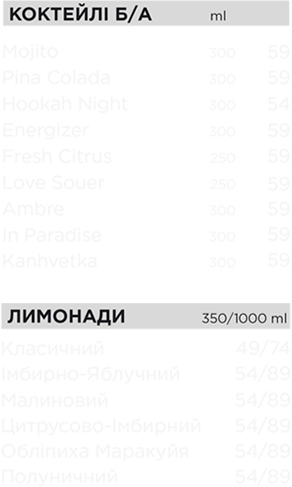 КОКТЕЙЛІ Б/А ml
Mojito 300 59
Pina Colada 300 59
Hookah Night 300 54
Energizer 300 59
Fresh Citrus 250 59
Love Souer 250 59
Ambre 300 59
In Paradise 300 59
Kanhvetka 300 59
ЛИМОНАДИ 350/1000 ml
Класичний 49/74
Імбирно-Яблучний 54/89
Малиновий 54/89
Цитрусово-Імбирний 54/89
Обліпиха Маракуйя 54/89
Полуничний 54/89